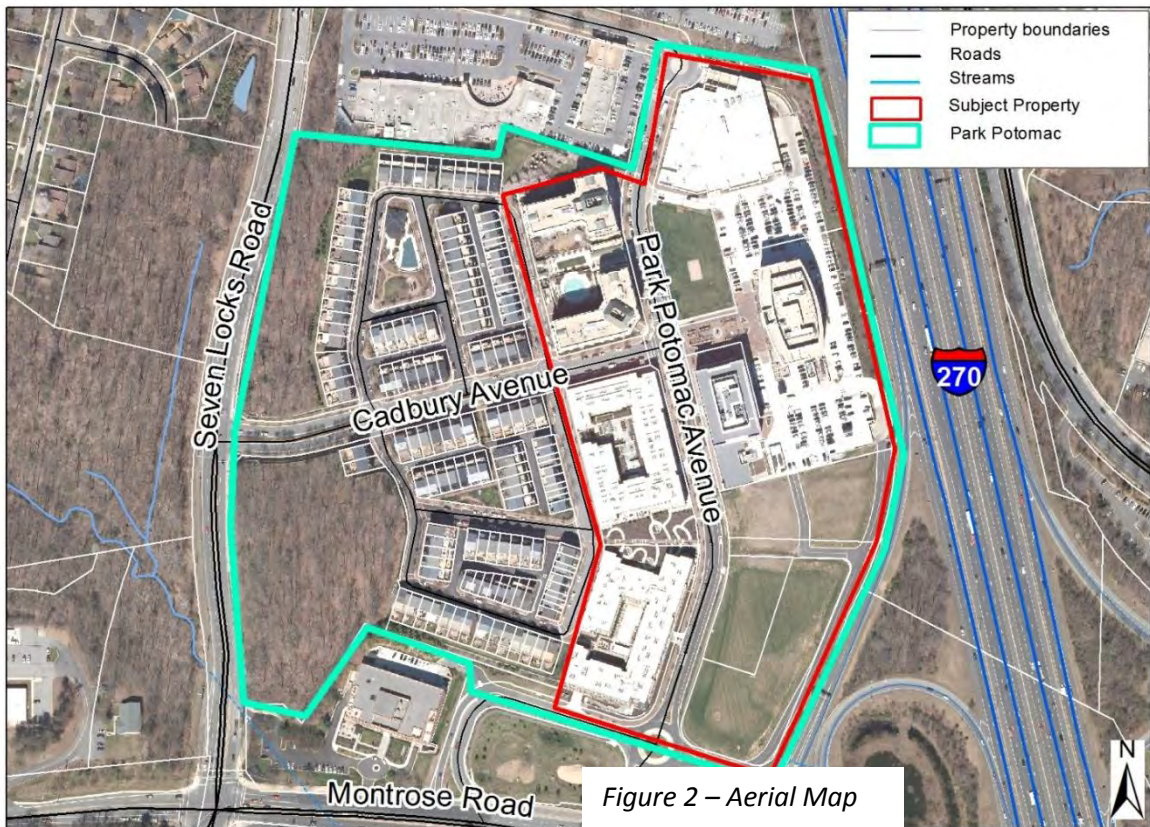 Property boundaries
Roads
Streams
Subject Property
Park Potomac
Seven Locks Road
Park Potomac Avenue
Cadbury Avenue
270
Montrose Road
Figure 2 – Aerial Map
N